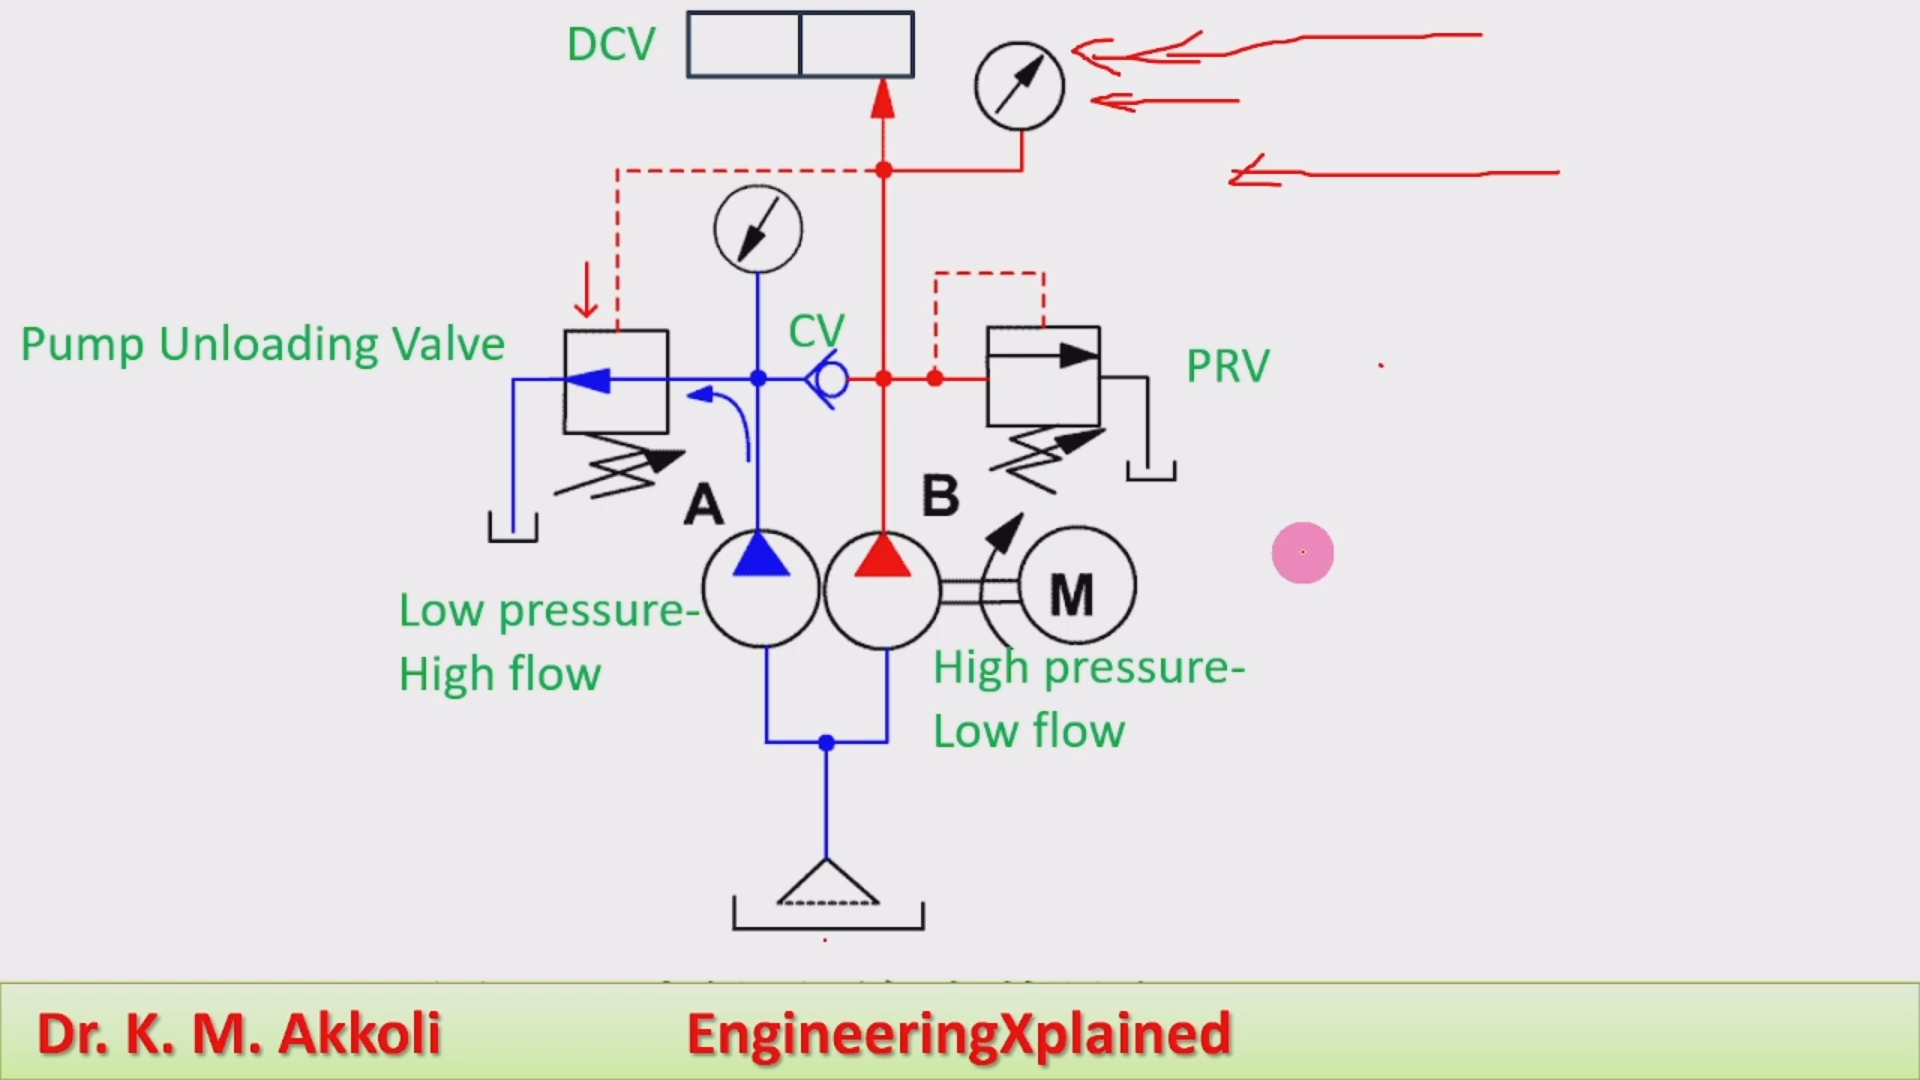 DCV
CV
Pump Unloading Valve
PRV
A
B
M
Low pressure-
High flow
High pressure-
Low flow
Dr. K. M. Akkoli
EngineeringXplained